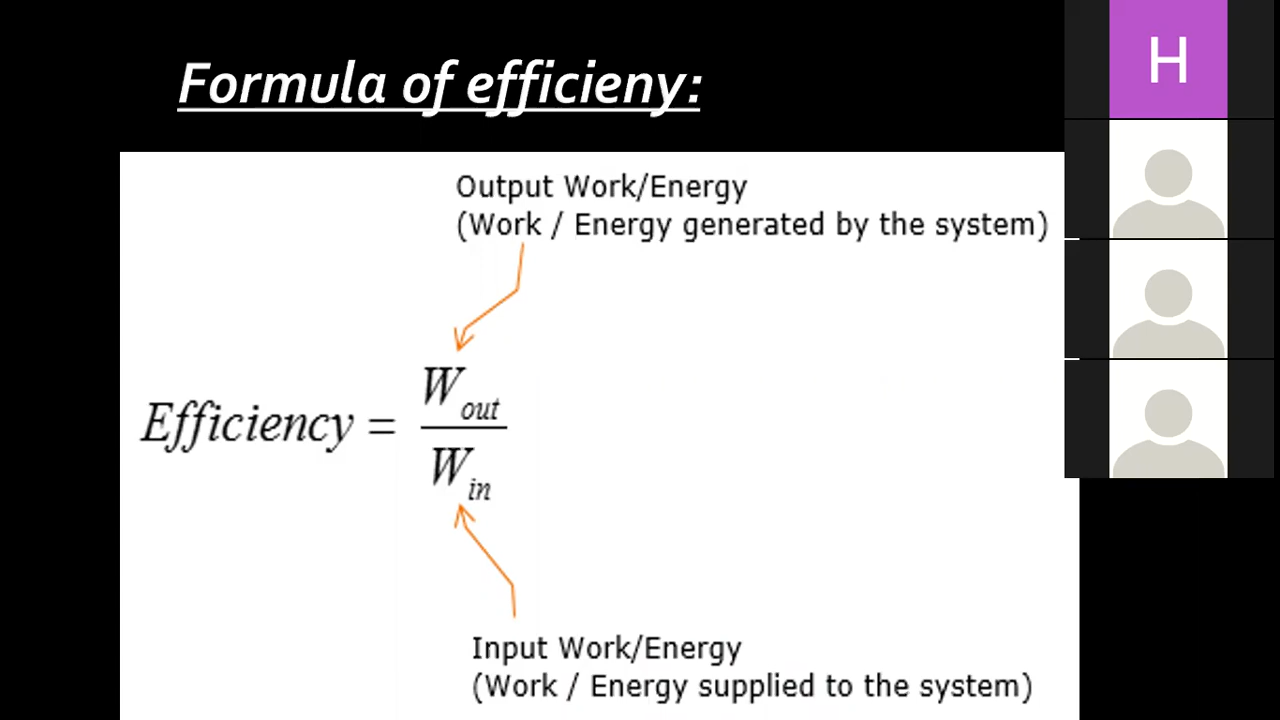 Formula of efficieny:
H
Output Work/Energy
(Work / Energy generated by the system)
Efficiency = W_out / W_in
Input Work/Energy
(Work / Energy supplied to the system)